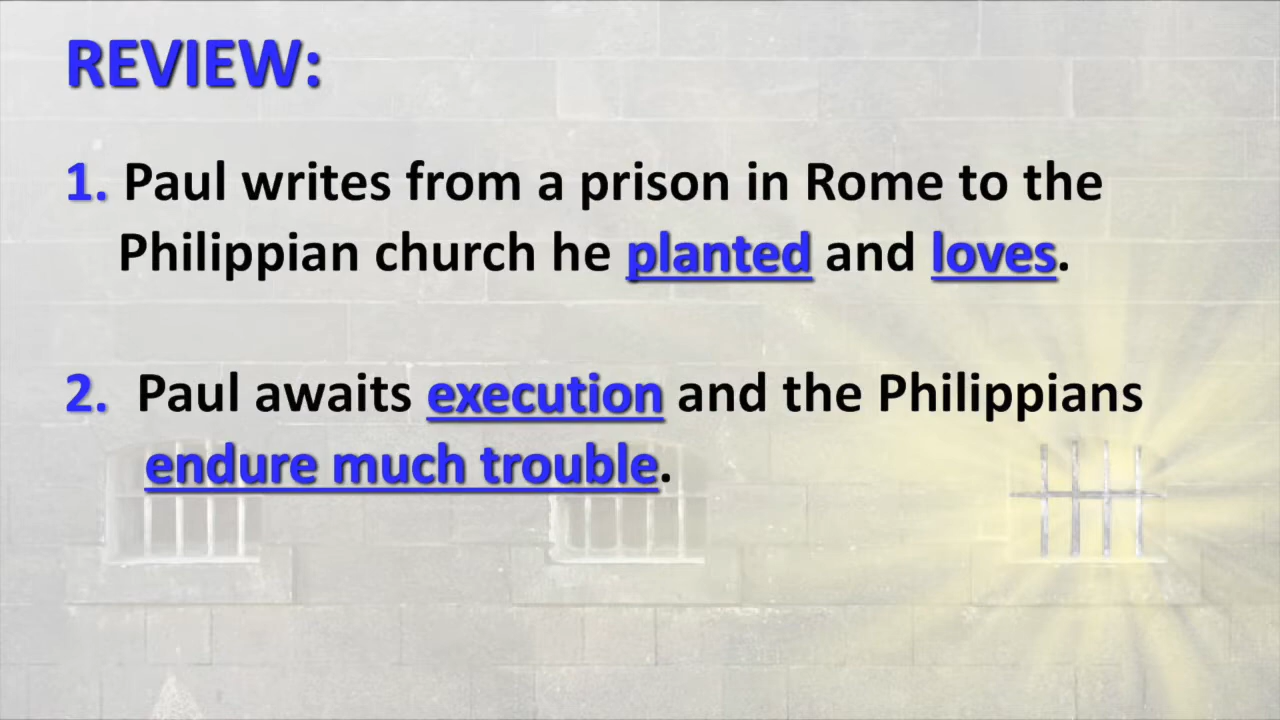 REVIEW:
1. Paul writes from a prison in Rome to the
Philippian church he planted and loves.
2. Paul awaits execution and the Philippians
endure much trouble.